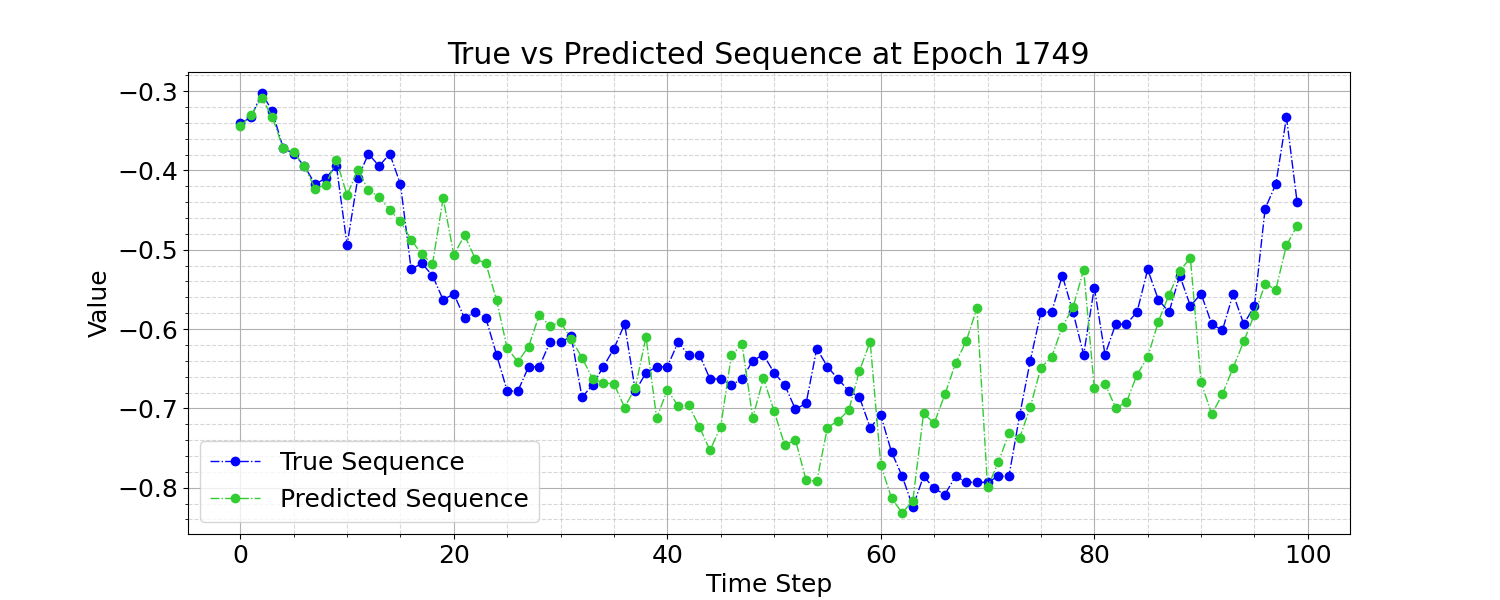 True vs Predicted Sequence at Epoch 1749
Value
−0.3
−0.4
−0.5
−0.6
−0.7
−0.8
True Sequence
Predicted Sequence
0 20 40 60 80 100
Time Step